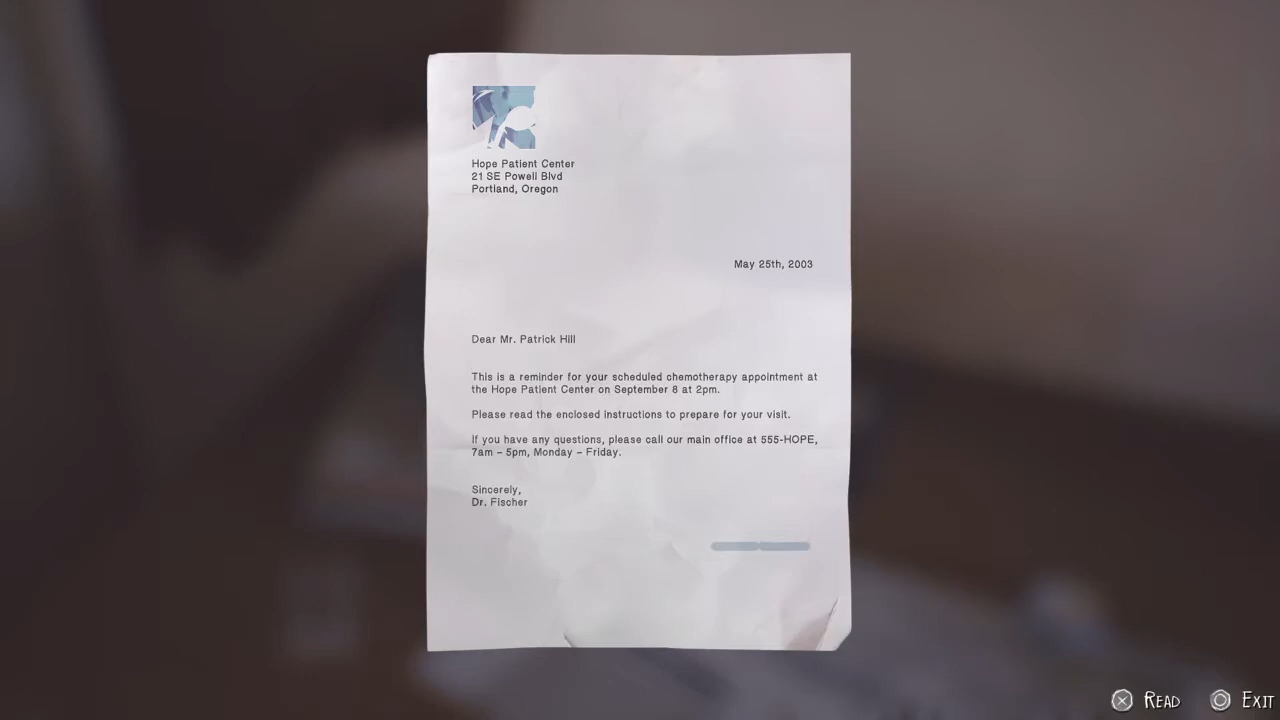 Hope Patient Center
21 SE Powell Blvd
Portland, Oregon
May 25th, 2003
Dear Mr. Patrick Hill
This is a reminder for your scheduled chemotherapy appointment at
the Hope Patient Center on September 8 at 2pm.
Please read the enclosed instructions to prepare for your visit.
If you have any questions, please call our main office at 555-HOPE,
7am – 5pm, Monday – Friday.
Sincerely,
Dr. Fischer
READ
EXIT